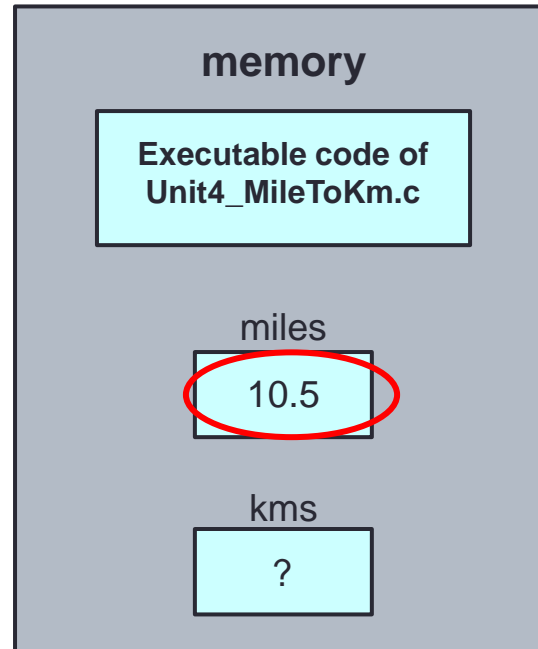 memory
Executable code of
Unit4_MileToKm.c
miles
10.5
kms
?